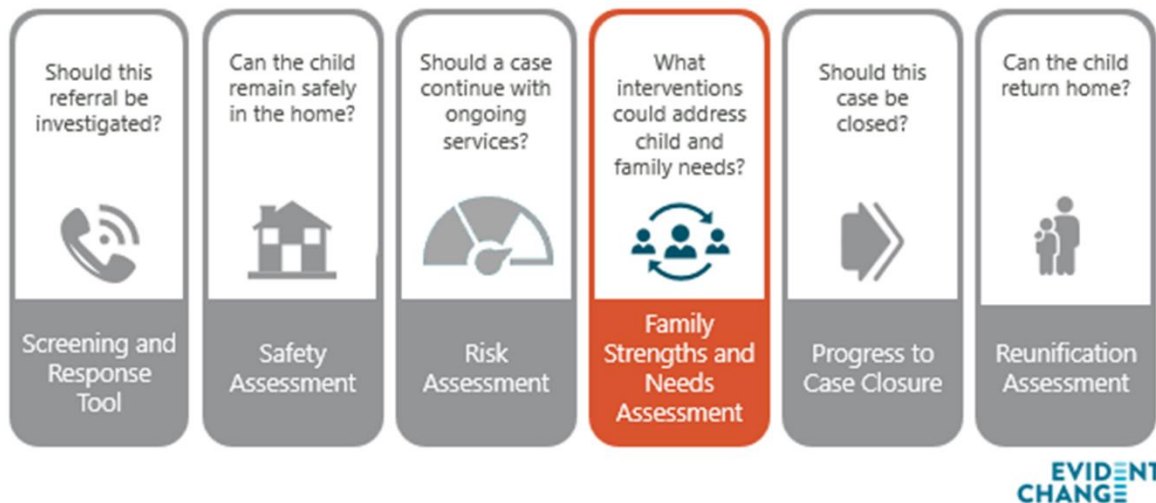 Should this
referral be
investigated?
Screening and
Response
Tool
Can the child
remain safely
in the home?
Safety
Assessment
Should a case
continue with
ongoing
services?
Risk
Assessment
What
interventions
could address
child and
family needs?
Family
Strengths and
Needs
Assessment
Should this
case be
closed?
Progress to
Case Closure
Can the child
return home?
Reunification
Assessment
EVIDENT
CHANGE